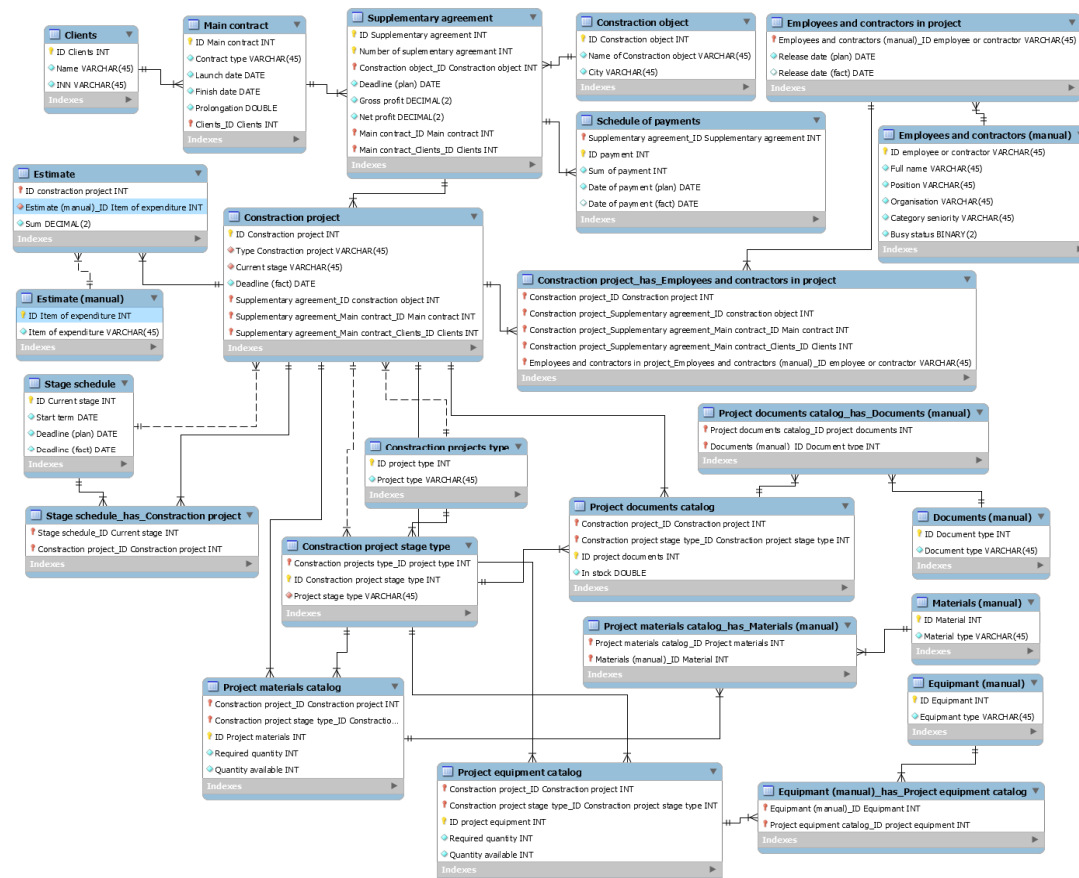 Clients
ID Clients INT
Name VARCHAR(45)
INN VARCHAR(45)
Indexes
Main contract
ID Main contract INT
Contract type VARCHAR(45)
Launch date DATE
Finish date DATE
Prolongation DOUBLE
Clients_ID Clients INT
Indexes
Supplementary agreement
ID Supplementary agreement INT
Number of suplementary agreemant INT
Constraction object_ID Constraction object INT
Deadline (plan) DATE
Gross profit DECIMAL(2)
Net profit DECIMAL(2)
Main contract_ID Main contract INT
Main contract_Clients_ID Clients INT
Indexes
Constraction object
ID Constraction object INT
Name of Constraction object VARCHAR(45)
City VARCHAR(45)
Indexes
Employees and contractors in project
Employees and contractors (manual)_ID employee or contractor VARCHAR(45)
Release date (plan) DATE
Release date (fact) DATE
Indexes
Schedule of payments
Supplementary agreement_ID Supplementary agreement INT
ID payment INT
Sum of payment INT
Date of payment (plan) DATE
Date of payment (fact) DATE
Indexes
Employees and contractors (manual)
ID employee or contractor VARCHAR(45)
Full name VARCHAR(45)
Position VARCHAR(45)
Organisation VARCHAR(45)
Category seniority VARCHAR(45)
Busy status BINARY(2)
Indexes
Estimate
ID constraction project INT
Estimate (manual)_ID Item of expenditure INT
Sum DECIMAL(2)
Indexes
Constraction project
ID Constraction project INT
Type Constraction project VARCHAR(45)
Current stage VARCHAR(45)
Deadline (fact) DATE
Supplementary agreement_ID constraction object INT
Supplementary agreement_Main contract_ID Main contract INT
Supplementary agreement_Main contract_Clients_ID Clients INT
Indexes
Estimate (manual)
ID Item of expenditure INT
Item of expenditure VARCHAR(45)
Indexes
Constraction project_has_Employees and contractors in project
Constraction project_ID Constraction project INT
Constraction project_Supplementary agreement_ID constraction object INT
Constraction project_Supplementary agreement_Main contract_ID Main contract INT
Constraction project_Supplementary agreement_Main contract_Clients_ID Clients INT
Employees and contractors in project_Employees and contractors (manual)_ID employee or contractor VARCHAR(45)
Indexes
Stage schedule
ID Current stage INT
Start term DATE
Deadline (plan) DATE
Deadline (fact) DATE
Indexes
Project documents catalog_has_Documents (manual)
Project documents catalog_ID project documents INT
Documents (manual)_ID Document type INT
Indexes
Constraction projects type
ID project type INT
Project type VARCHAR(45)
Indexes
Stage schedule_has_Constraction project
Stage schedule_ID Current stage INT
Constraction project_ID Constraction project INT
Indexes
Project documents catalog
Constraction project_ID Constraction project INT
Constraction project stage type_ID Constraction project stage type INT
ID project documents INT
In stock DOUBLE
Indexes
Documents (manual)
ID Document type INT
Document type VARCHAR(45)
Indexes
Constraction project stage type
Constraction projects type_ID project type INT
ID Constraction project stage type INT
Project stage type VARCHAR(45)
Indexes
Materials (manual)
ID Material INT
Material type VARCHAR(45)
Indexes
Project materials catalog_has_Materials (manual)
Project materials catalog_ID Project materials INT
Materials (manual)_ID Material INT
Indexes
Project materials catalog
Constraction project_ID Constraction project INT
Constraction project stage type_ID Constractio...
ID Project materials INT
Required quantity INT
Quantity available INT
Indexes
Equipmant (manual)
ID Equipmant INT
Equipmant type VARCHAR(45)
Indexes
Project equipment catalog
Constraction project_ID Constraction project INT
Constraction project stage type_ID Constraction project stage type INT
ID project equipment INT
Required quantity INT
Quantity available INT
Indexes
Equipmant (manual)_has_Project equipment catalog
Equipmant (manual)_ID Equipmant INT
Project equipment catalog_ID project equipment INT
Indexes